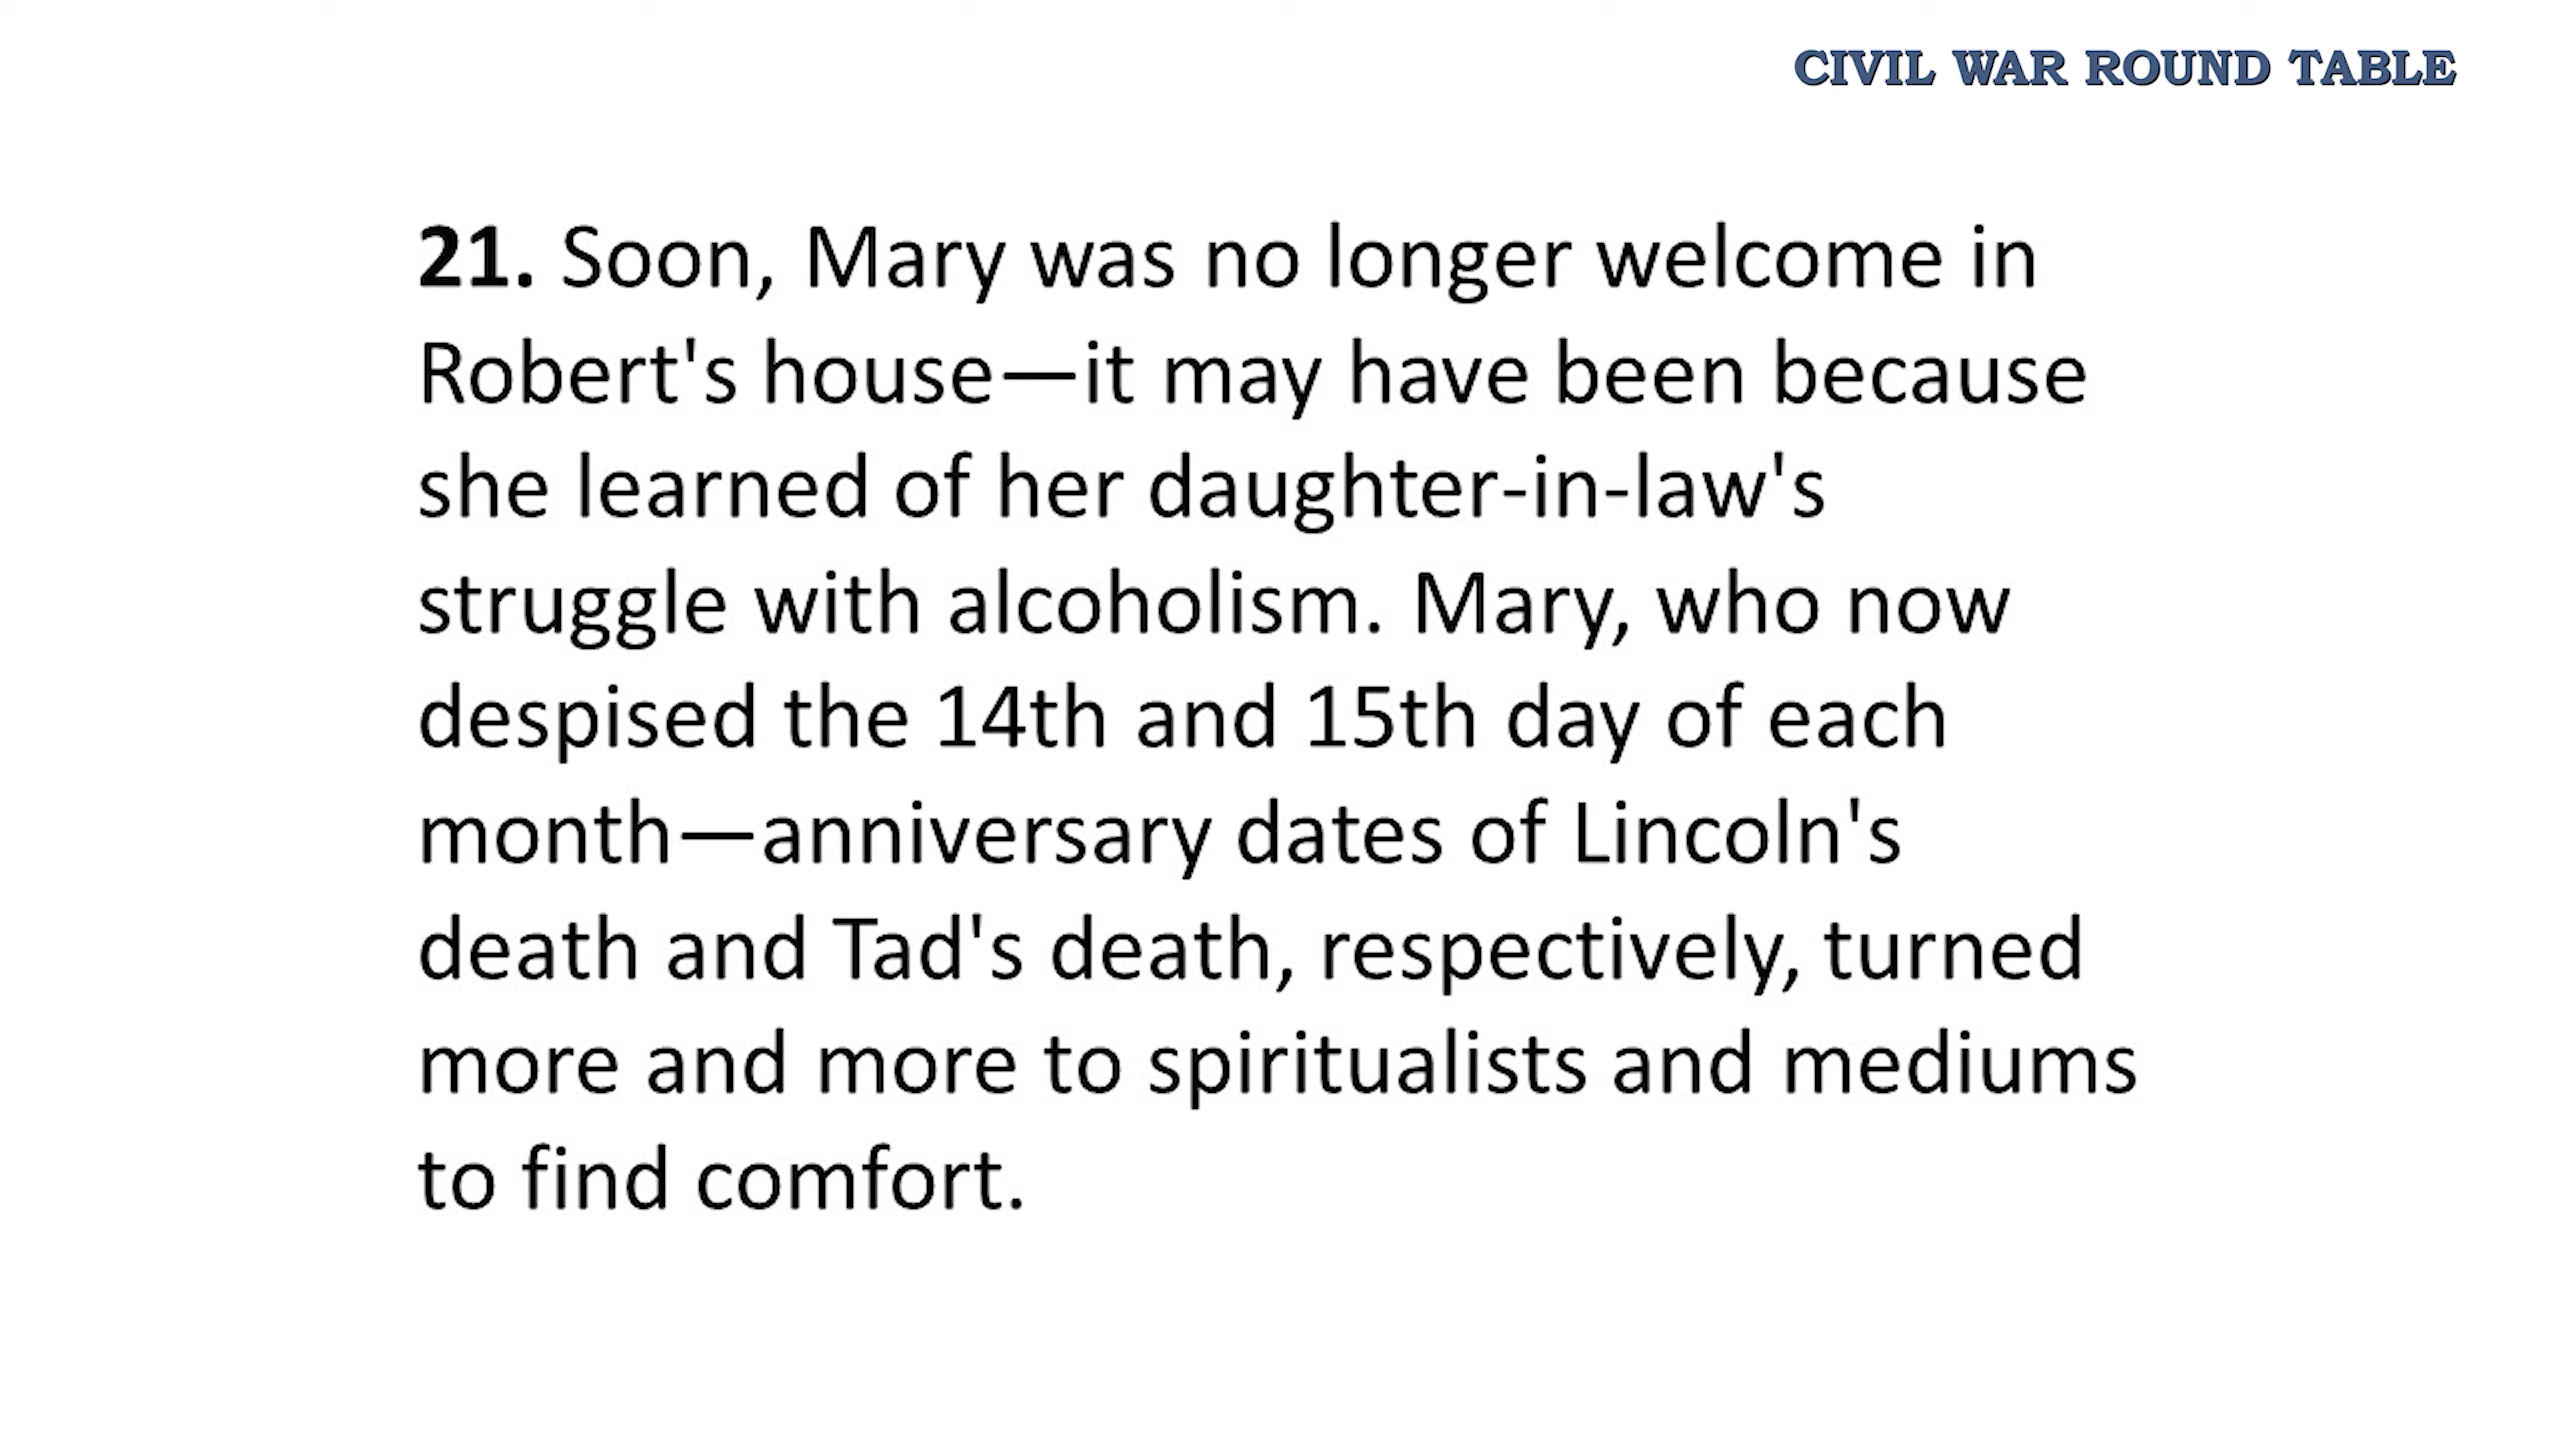 CIVIL WAR ROUND TABLE
21. Soon, Mary was no longer welcome in
Robert's house—it may have been because
she learned of her daughter-in-law's
struggle with alcoholism. Mary, who now
despised the 14th and 15th day of each
month—anniversary dates of Lincoln's
death and Tad's death, respectively, turned
more and more to spiritualists and mediums
to find comfort.